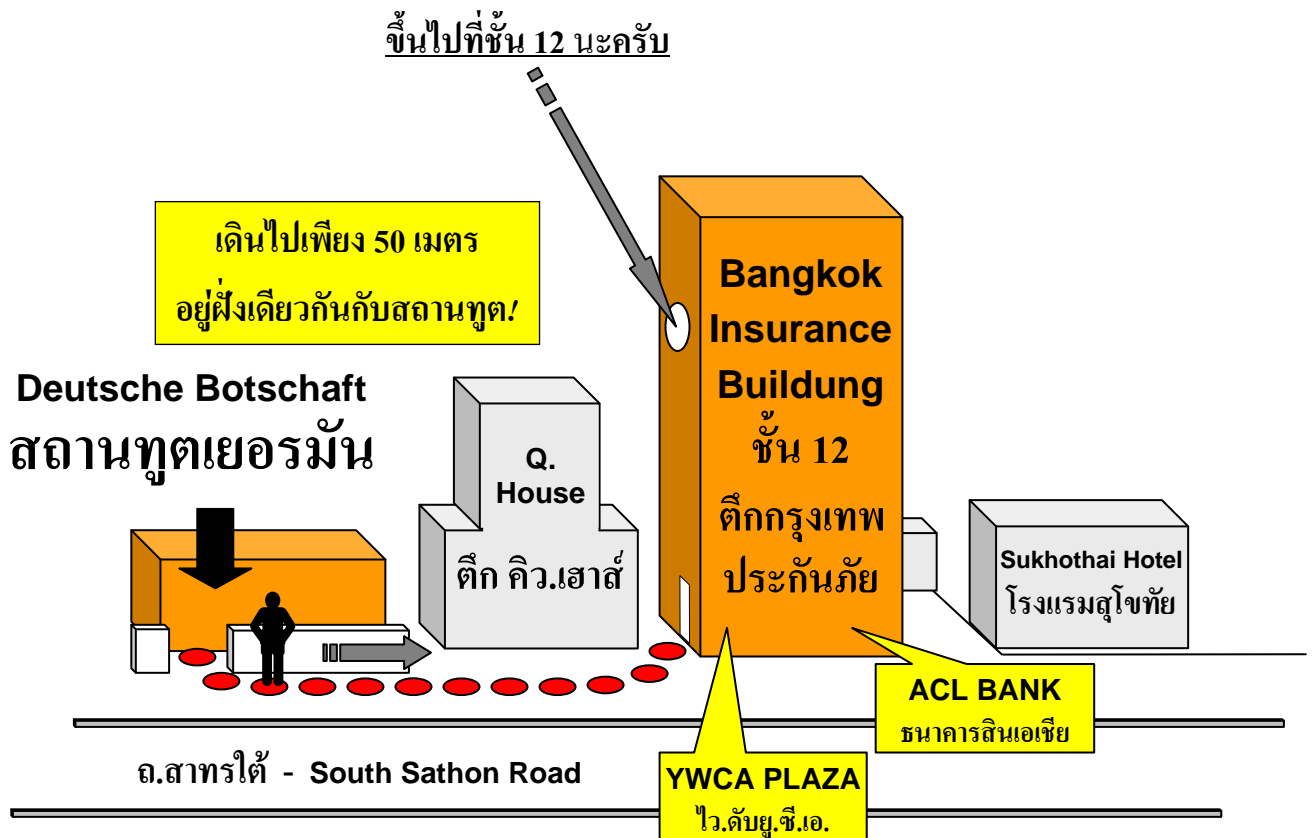 ขึ้นไปที่ชั้น 12 นะครับ
เดินไปเพียง 50 เมตร
อยู่ฝั่งเดียวกันกับสถานทูต!
Deutsche Botschaft
สถานทูตเยอรมัน
Q.
House
ตึก คิว.เฮาส์
Bangkok
Insurance
Buildung
ชั้น 12
ตึกกรุงเทพ
ประกันภัย
Sukhothai Hotel
โรงแรมสุโขทัย
ACL BANK
ธนาคารสินเอเชีย
YWCA PLAZA
ไว.ดับยู.ซี.เอ.
ถ.สาทรใต้ - South Sathon Road